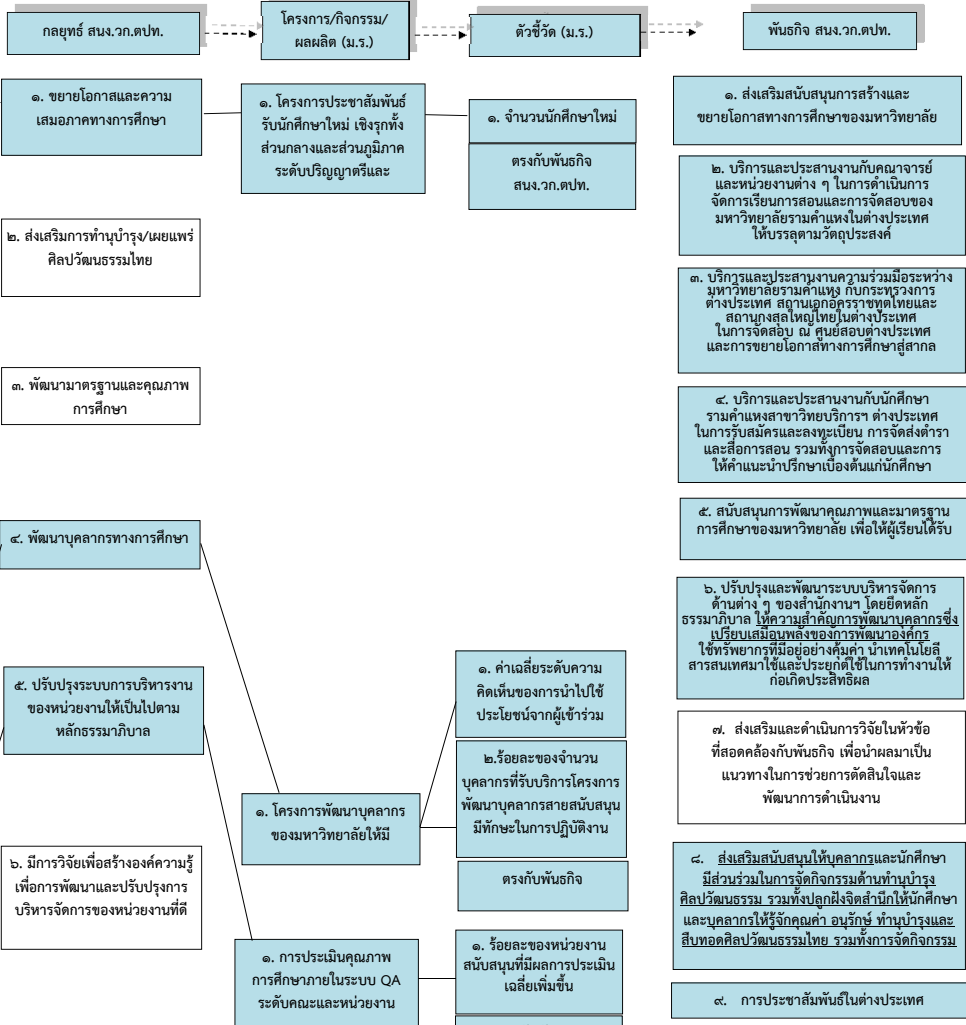 กลยุทธ์ สนง.วก.ตปท.
โครงการ/กิจกรรม/
ผลผลิต (ม.ร.)
ตัวชี้วัด (ม.ร.)
พันธกิจ สนง.วก.ตปท.
๑. ขยายโอกาสและความ
เสมอภาคทางการศึกษา
๒. ส่งเสริมการทำนุบำรุง/เผยแพร่
ศิลปวัฒนธรรมไทย
๓. พัฒนามาตรฐานและคุณภาพ
การศึกษา
๔. พัฒนาบุคลากรทางการศึกษา
๕. ปรับปรุงระบบการบริหารงาน
ของหน่วยงานให้เป็นไปตาม
หลักธรรมาภิบาล
๖. มีการวิจัยเพื่อสร้างองค์ความรู้
เพื่อการพัฒนาและปรับปรุงการ
บริหารจัดการของหน่วยงานที่ดี
๑. โครงการประชาสัมพันธ์
รับนักศึกษาใหม่ เชิงรุกทั้ง
ส่วนกลางและส่วนภูมิภาค
ระดับปริญญาตรีและ
๑. โครงการพัฒนาบุคลากร
ของมหาวิทยาลัยให้มี
๑. การประเมินคุณภาพ
การศึกษาภายในระบบ QA
ระดับคณะและหน่วยงาน
๑. จำนวนนักศึกษาใหม่
ตรงกับพันธกิจ
สนง.วก.ตปท.
๑. ค่าเฉลี่ยระดับความ
คิดเห็นของการนำไปใช้
ประโยชน์จากผู้เข้าร่วม
๒.ร้อยละของจำนวน
บุคลากรที่รับบริการโครงการ
พัฒนาบุคลากรสายสนับสนุน
มีทักษะในการปฏิบัติงาน
ตรงกับพันธกิจ
๑. ร้อยละของหน่วยงาน
สนับสนุนที่มีผลการประเมิน
เฉลี่ยเพิ่มขึ้น
๑. ส่งเสริมสนับสนุนการสร้างและ
ขยายโอกาสทางการศึกษาของมหาวิทยาลัย
๒. บริการและประสานงานกับคณาจารย์
และหน่วยงานต่าง ๆ ในการดำเนินการ
จัดการเรียนการสอนและการจัดสอบของ
มหาวิทยาลัยรามคำแหงในต่างประเทศ
ให้บรรลุตามวัตถุประสงค์
๓. บริการและประสานงานความร่วมมือระหว่าง
มหาวิทยาลัยรามคำแหง กับกระทรวงการ
ต่างประเทศ สถานเอกอัครราชทูตไทยและ
สถานกงสุลใหญ่ไทยในต่างประเทศ
ในการจัดสอบ ณ ศูนย์สอบต่างประเทศ
และการขยายโอกาสทางการศึกษาสู่สากล
๔. บริการและประสานงานกับนักศึกษา
รามคำแหงสาขาวิทยบริการฯ ต่างประเทศ
ในการรับสมัครและลงทะเบียน การจัดส่งตำรา
และสื่อการสอน รวมทั้งการจัดสอบและการ
ให้คำแนะนำปรึกษาเบื้องต้นแก่นักศึกษา
๕. สนับสนุนการพัฒนาคุณภาพและมาตรฐาน
การศึกษาของมหาวิทยาลัย เพื่อให้ผู้เรียนได้รับ
๖. ปรับปรุงและพัฒนาระบบบริหารจัดการ
ด้านต่าง ๆ ของสำนักงานฯ โดยยึดหลัก
ธรรมาภิบาล ให้ความสำคัญการพัฒนาบุคลากรซึ่ง
เปรียบเสมือนพลังของการพัฒนาองค์กร
ใช้ทรัพยากรที่มีอยู่อย่างคุ้มค่า นำเทคโนโลยี
สารสนเทศมาใช้และประยุกต์ใช้ในการทำงานให้
ก่อเกิดประสิทธิผล
๗. ส่งเสริมและดำเนินการวิจัยในหัวข้อ
ที่สอดคล้องกับพันธกิจ เพื่อนำผลมาเป็น
แนวทางในการช่วยการตัดสินใจและ
พัฒนาการดำเนินงาน
๘. ส่งเสริมสนับสนุนให้บุคลากรและนักศึกษา
มีส่วนร่วมในการจัดกิจกรรมด้านทำนุบำรุง
ศิลปวัฒนธรรม รวมทั้งปลูกฝังจิตสำนึกให้นักศึกษา
และบุคลากรให้รู้จักคุณค่า อนุรักษ์ ทำนุบำรุงและ
สืบทอดศิลปวัฒนธรรมไทย รวมทั้งการจัดกิจกรรม
๙. การประชาสัมพันธ์ในต่างประเทศ